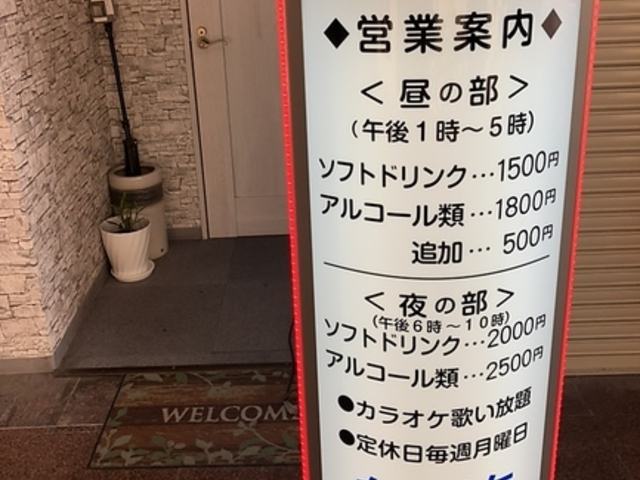 ◆営業案内◆
＜昼の部＞
（午後1時～5時）
ソフトドリンク…1500円
アルコール類…1800円
追加…500円
＜夜の部＞
（午後6時～10時）
ソフトドリンク…2000円
アルコール類…2500円
●カラオケ歌い放題
●定休日毎週月曜日
WELCOM